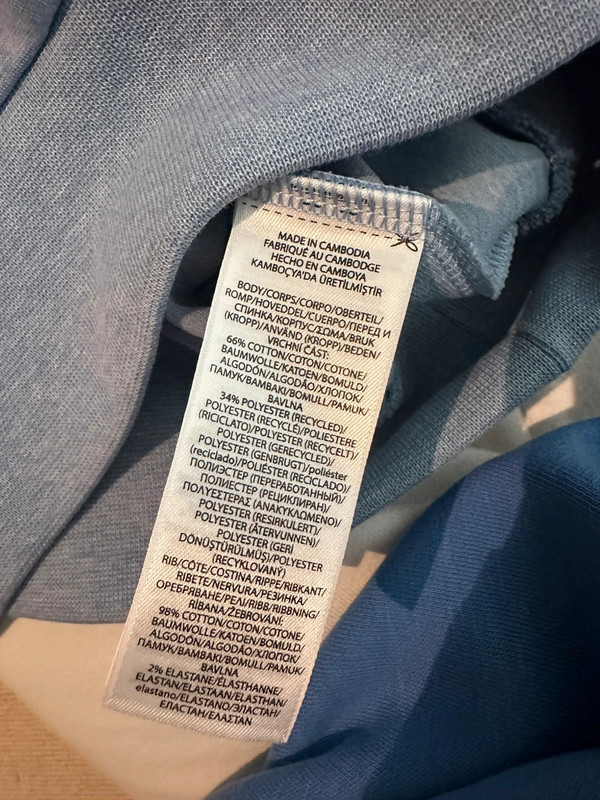 MADE IN CAMBODIA
FABRIQUÉ AU CAMBODGE
HECHO EN CAMBOYA
KAMBOÇYA'DA ÜRETİLMİŞTİR
BODY/CORPS/CORPO/OBERTEIL/
ROMP/HOVEDDEL/CUERPO/ПЕРЕД И
СПИНКА/КОРПУС/ΣΩΜΑ/BRUK
(KROPP)/ANVÄND (KROPP)/BEDEN/
VRCHNÍ ČÁST:
66% COTTON/COTON/COTONE/
BAUMWOLLE/KATOEN/BOMULD/
ALGODÓN/ALGODÃO/ХЛОПОК/
ПАМУК/ΒΑΜΒΑΚΙ/BOMULL/PAMUK/
BAVLNA
34% POLYESTER (RECYCLED)/
POLYESTER (RECYCLÉ)/POLIESTERE
(RICICLATO)/POLYESTER (RECYCELT)/
POLYESTER (GERECYCLED)/
POLYESTER (GENBRUGT)/poliéster
(reciclado)/POLIÉSTER (RECICLADO)/
ПОЛИЭСТЕР (ПЕРЕРАБОТАННЫЙ)/
ПОЛИЕСТЕР (РЕЦИКЛИРАН)/
ΠΟΛΥΕΣΤΕΡΑΣ (ΑΝΑΚΥΚΛΩΜΕΝΟ)/
POLYESTER (RESIRKULERT)/
POLYESTER (ÅTERVUNNEN)/
POLYESTER (GERİ
DÖNÜŞTÜRÜLMÜŞ)/POLYESTER
(RECYKLOVANÝ)
RIB/CÔTE/COSTINA/RIPPE/RIBKANT/
RIBETE/NERVURA/РЕЗИНКА/
ОРЕБРЯВАНЕ/ΡΕΛΙ/RIBB/RIBBNING/
RİBANA/ŽEBROVÁNÍ
98% COTTON/COTON/COTONE/
BAUMWOLLE/KATOEN/BOMULD/
ALGODÓN/ALGODÃO/ХЛОПОК/
ПАМУК/ΒΑΜΒΑΚΙ/BOMULL/PAMUK/
BAVLNA
2% ELASTANE/ÉLASTHANNE/
ELASTAN/ELASTAAN/ELASTHAN/
elastano/ELASTANO/ЭЛАСТАН/
ЕЛАСТАН/ΕΛΑΣΤΑΝ